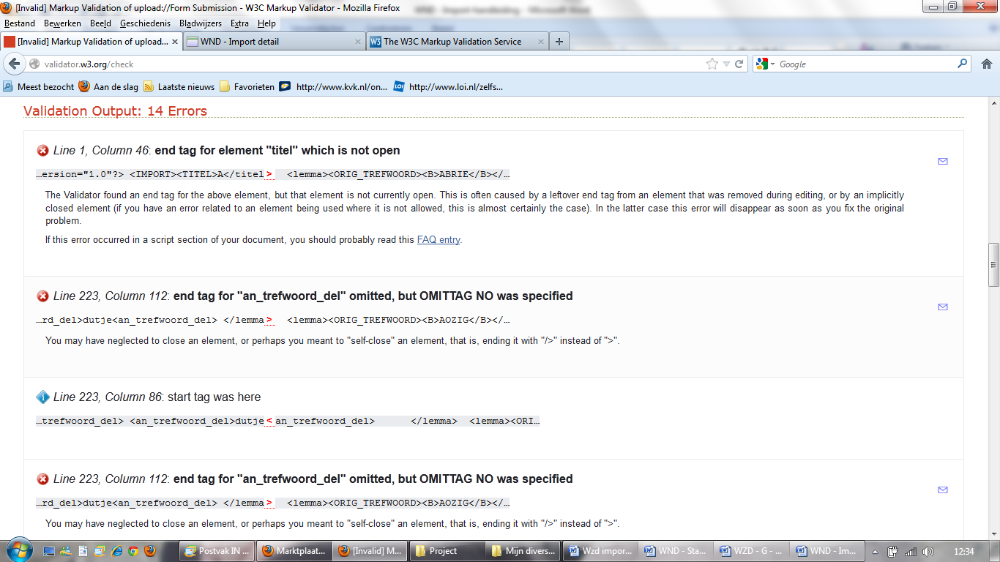 [Invalid] Markup Validation of upload://Form Submission - W3C Markup Validator - Mozilla Firefox
Bestand Bewerken Beeld Geschiedenis Bladwijzers Extra Help
[Invalid] Markup Validation of upload... × WND - Import detail × W3 The W3C Markup Validation Service × +
validator.w3.org/check Google
Meest bezocht Aan de slag Laatste nieuws Favorieten http://www.kvk.nl/on... LOI http://www.loi.nl/zelfs...
Validation Output: 14 Errors
Line 1, Column 46: end tag for element "titel" which is not open
…ersion="1.0"?> <IMPORT><TITEL>A</titel> <lemma><ORIG_TREFWOORD><B>ABRIE</B></…
The Validator found an end tag for the above element, but that element is not currently open. This is often caused by a leftover end tag from an element that was removed during editing, or by an implicitly
closed element (if you have an error related to an element being used where it is not allowed, this is almost certainly the case). In the latter case this error will disappear as soon as you fix the original
problem.
If this error occurred in a script section of your document, you should probably read this FAQ entry.
Line 223, Column 112: end tag for "an_trefwoord_del" omitted, but OMITTAG NO was specified
…rd_del>dutje<an_trefwoord_del> </lemma> <lemma><ORIG_TREFWOORD><B>AOZIG</B></…
You may have neglected to close an element, or perhaps you meant to "self-close" an element, that is, ending it with "/>" instead of ">".
Line 223, Column 86: start tag was here
…trefwoord_del> <an_trefwoord_del>dutje<an_trefwoord_del> </lemma> <lemma><ORI…
Line 223, Column 112: end tag for "an_trefwoord_del" omitted, but OMITTAG NO was specified
…rd_del>dutje<an_trefwoord_del> </lemma> <lemma><ORIG_TREFWOORD><B>AOZIG</B></…
You may have neglected to close an element, or perhaps you meant to "self-close" an element, that is, ending it with "/>" instead of ">".
Postvak IN ... Marktplaat... [Invalid] M... Project Mijn divers... Wzd impor... WND - Sta... WZD - G - ... WND - Im... 12:34